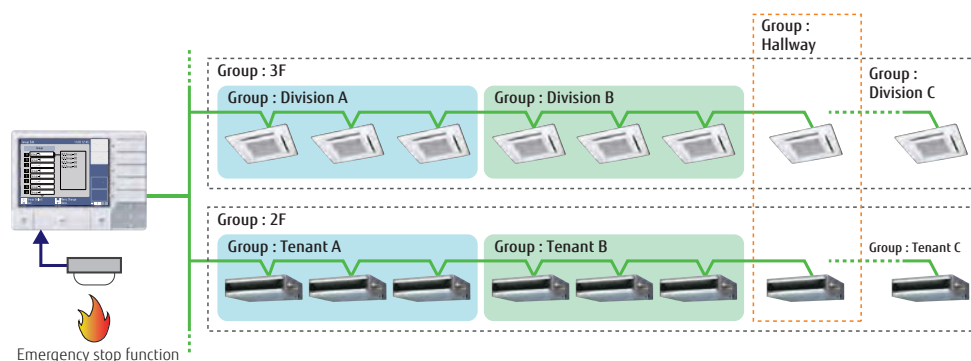 Group :
Hallway
Group : 3F
Group :
Division C
Group : Division A
Group : Division B
Group : 2F
Group : Tenant A
Group : Tenant B
Group : Tenant C
Emergency stop function